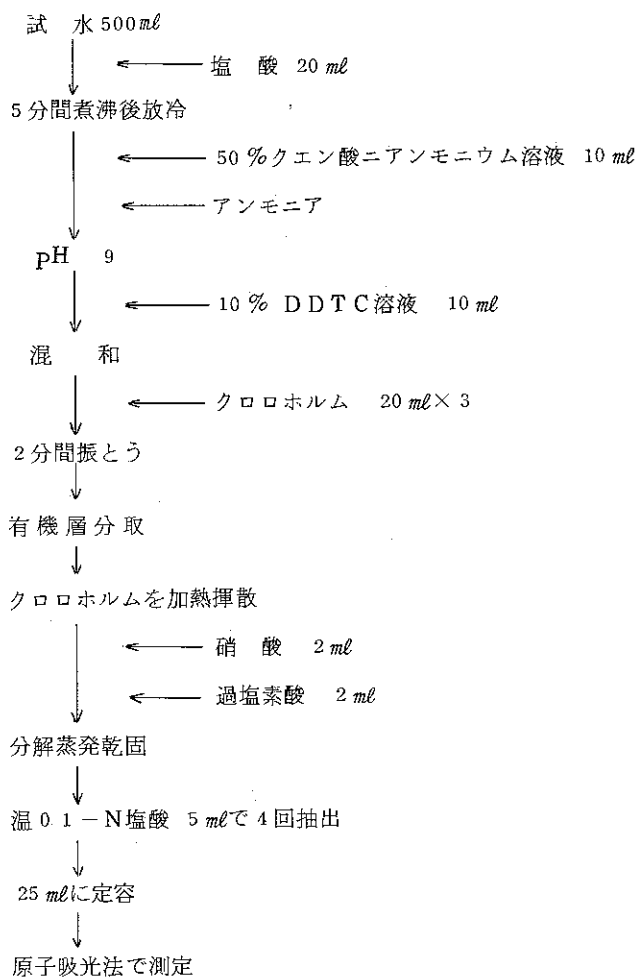 試 水 500ml
塩 酸 20 ml
5分間煮沸後放冷
50%クエン酸ニアンモニウム溶液 10 ml
アンモニア
PH 9
10% DDTC溶液 10 ml
混 和
クロロホルム 20 ml×3
2分間振とう
有機層分取
クロロホルムを加熱揮散
硝 酸 2 ml
過塩素酸 2 ml
分解蒸発乾固
温 0 1-N塩酸 5 mlで4回抽出
25 mlに定容
原子吸光法で測定